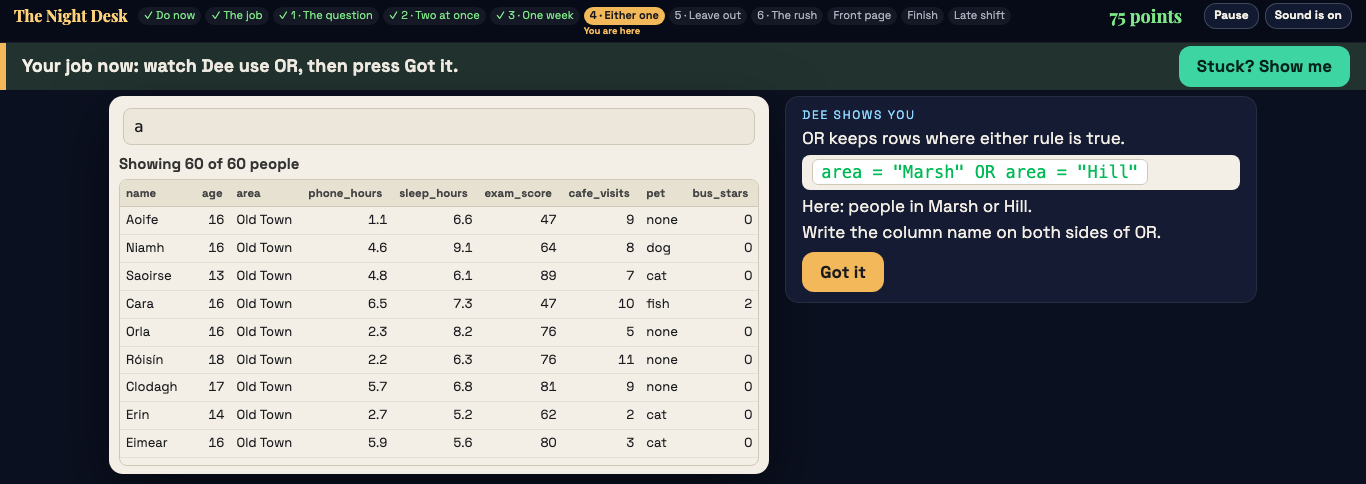 The Night Desk ✓ Do now ✓ The job ✓ 1 · The question ✓ 2 · Two at once ✓ 3 · One week 4 · Either one 5 · Leave out 6 · The rush Front page Finish Late shift 75 points Pause Sound is on
You are here
Your job now: watch Dee use OR, then press Got it. Stuck? Show me
a
Showing 60 of 60 people
name age area phone_hours sleep_hours exam_score cafe_visits pet bus_stars
Aoife 16 Old Town 1.1 6.6 47 9 none 0
Niamh 16 Old Town 4.6 9.1 64 8 dog 0
Saoirse 13 Old Town 4.8 6.1 89 7 cat 0
Cara 16 Old Town 6.5 7.3 47 10 fish 2
Orla 16 Old Town 2.3 8.2 76 5 none 0
Róisín 18 Old Town 2.2 6.3 76 11 none 0
Clodagh 17 Old Town 5.7 6.8 81 9 none 0
Erin 14 Old Town 2.7 5.2 62 2 cat 0
Eimear 16 Old Town 5.9 5.6 80 3 cat 0
DEE SHOWS YOU
OR keeps rows where either rule is true.
area = "Marsh" OR area = "Hill"
Here: people in Marsh or Hill.
Write the column name on both sides of OR.
Got it